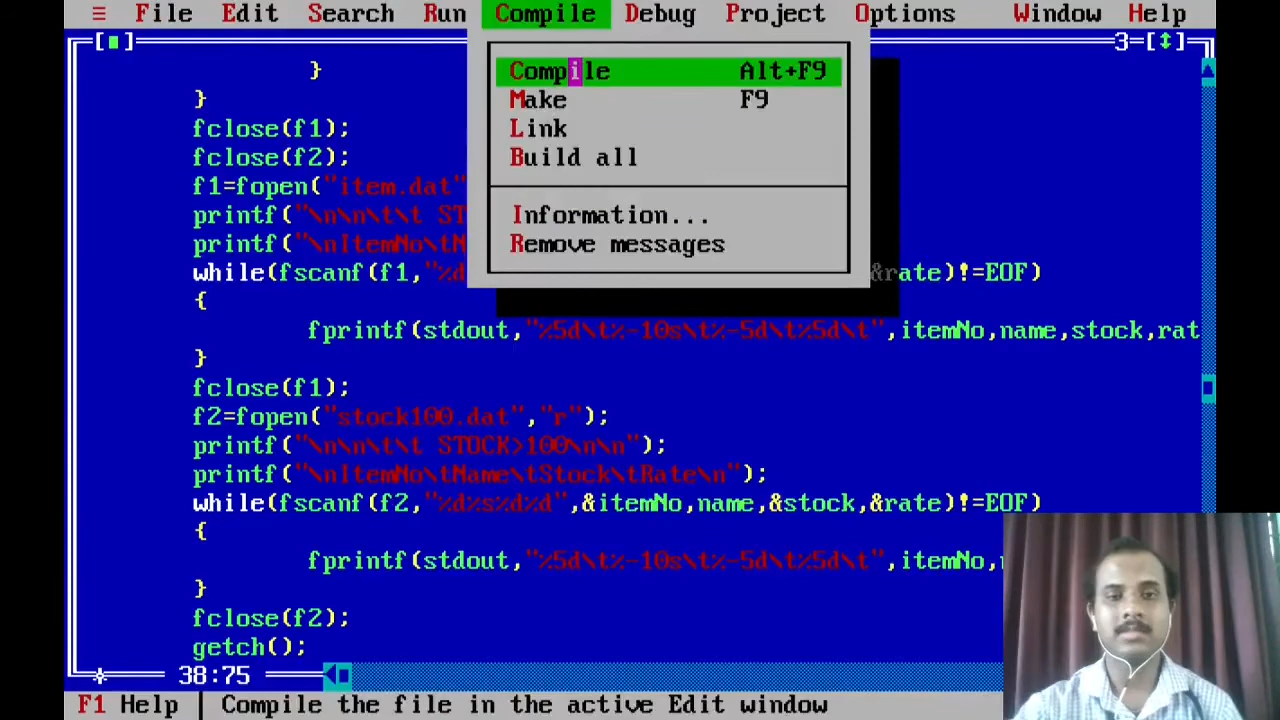 ≡ File Edit Search Run Compile Debug Project Options Window Help
[■] 3=[↕]
Compile Alt+F9
Make F9
Link
Build all
Information...
Remove messages
}
}
fclose(f1);
fclose(f2);
f1=fopen("item.dat"
printf("\n\n\t\t ST
printf("\nItemNo\tN
while(fscanf(f1,"%d &rate)!=EOF)
{
fprintf(stdout,"%5d\t%-10s\t%-5d\t%5d\t",itemNo,name,stock,rat
}
fclose(f1);
f2=fopen("stock100.dat","r");
printf("\n\n\t\t STOCK>100\n\n");
printf("\nItemNo\tName\tStock\tRate\n");
while(fscanf(f2,"%d%s%d%d",&itemNo,name,&stock,&rate)!=EOF)
{
fprintf(stdout,"%5d\t%-10s\t%-5d\t%5d\t",itemNo,
}
fclose(f2);
getch();
38:75
F1 Help | Compile the file in the active Edit window